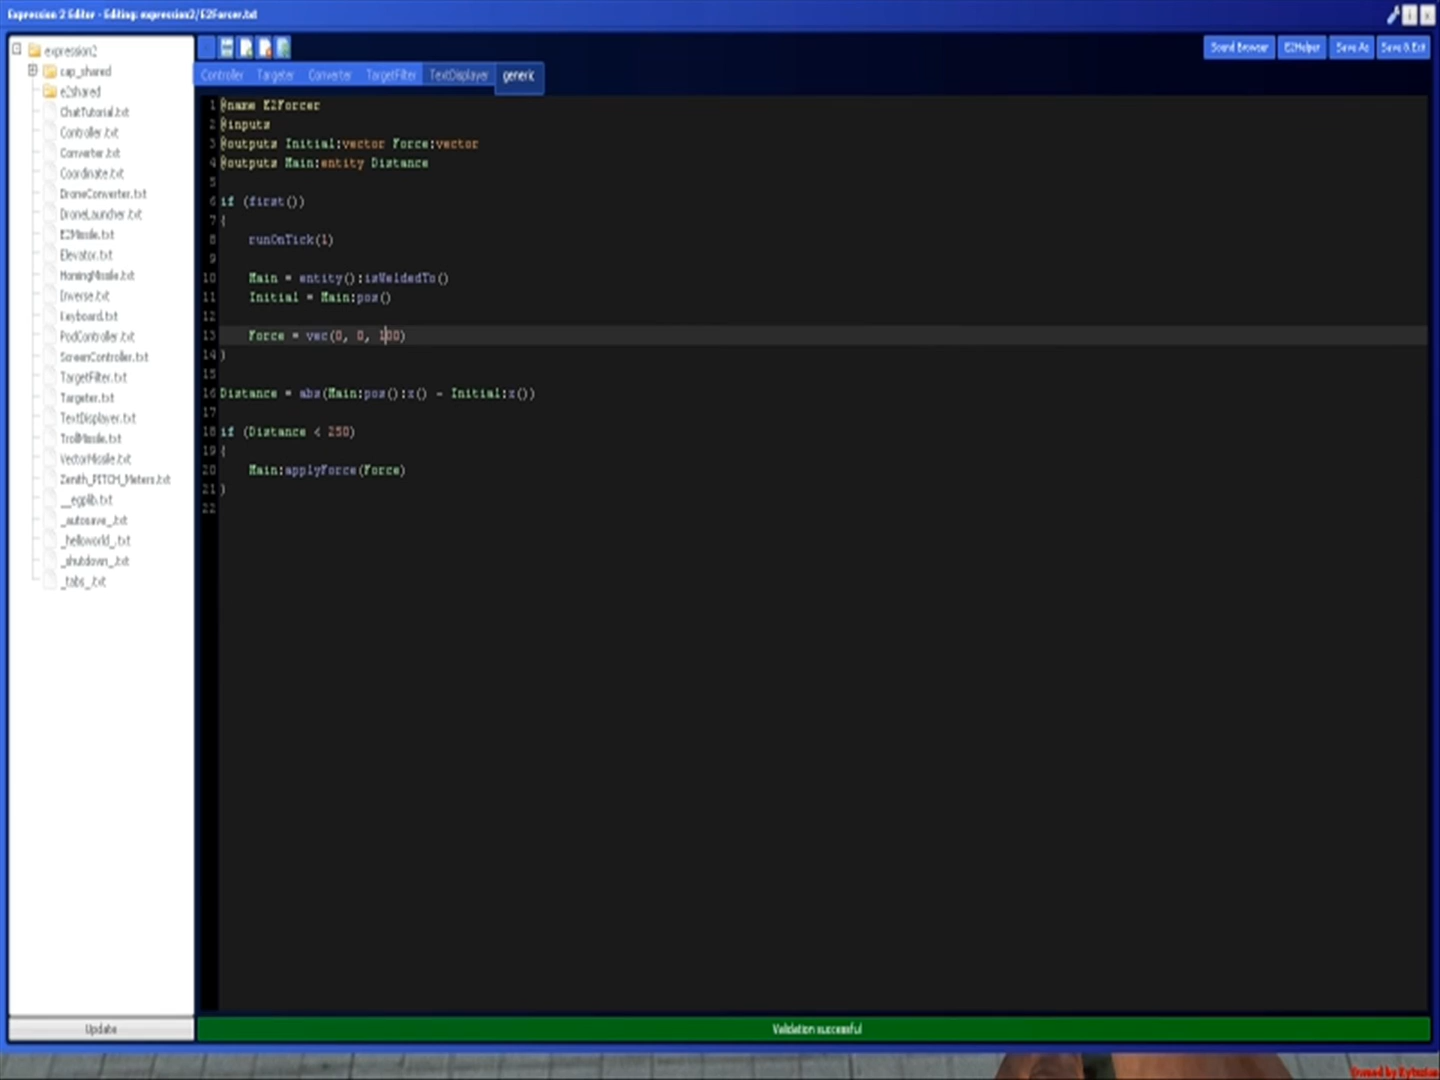 Expression 2 Editor - Editing: expression2/E2Forcer.txt
Sound Browser E2Helper Save As Save & Exit
Controller Targeter Converter TargetFilter TextDisplayer generic
expression2
cap_shared
e2shared
ChatTutorial.txt
Controller.txt
Converter.txt
Coordinate.txt
DroneConverter.txt
DroneLauncher.txt
E2Missile.txt
Elevator.txt
HomingMissile.txt
Inverse.txt
Keyboard.txt
PodController.txt
ScreenController.txt
TargetFilter.txt
Targeter.txt
TextDisplayer.txt
TrollMissile.txt
VectorMissile.txt
Zenith_PITCH_Meters.txt
__egplib.txt
_autosave_.txt
_helloworld_.txt
_shutdown_.txt
_tabs_.txt
Update
1 @name E2Forcer
2 @inputs
3 @outputs Initial:vector Force:vector
4 @outputs Main:entity Distance
5
6 if (first())
7 {
8 runOnTick(1)
9
10 Main = entity():isWeldedTo()
11 Initial = Main:pos()
12
13 Force = vec(0, 0, 100)
14 }
15
16 Distance = abs(Main:pos():z() - Initial:z())
17
18 if (Distance < 250)
19 {
20 Main:applyForce(Force)
21 }
22
Validation successful
Owned by